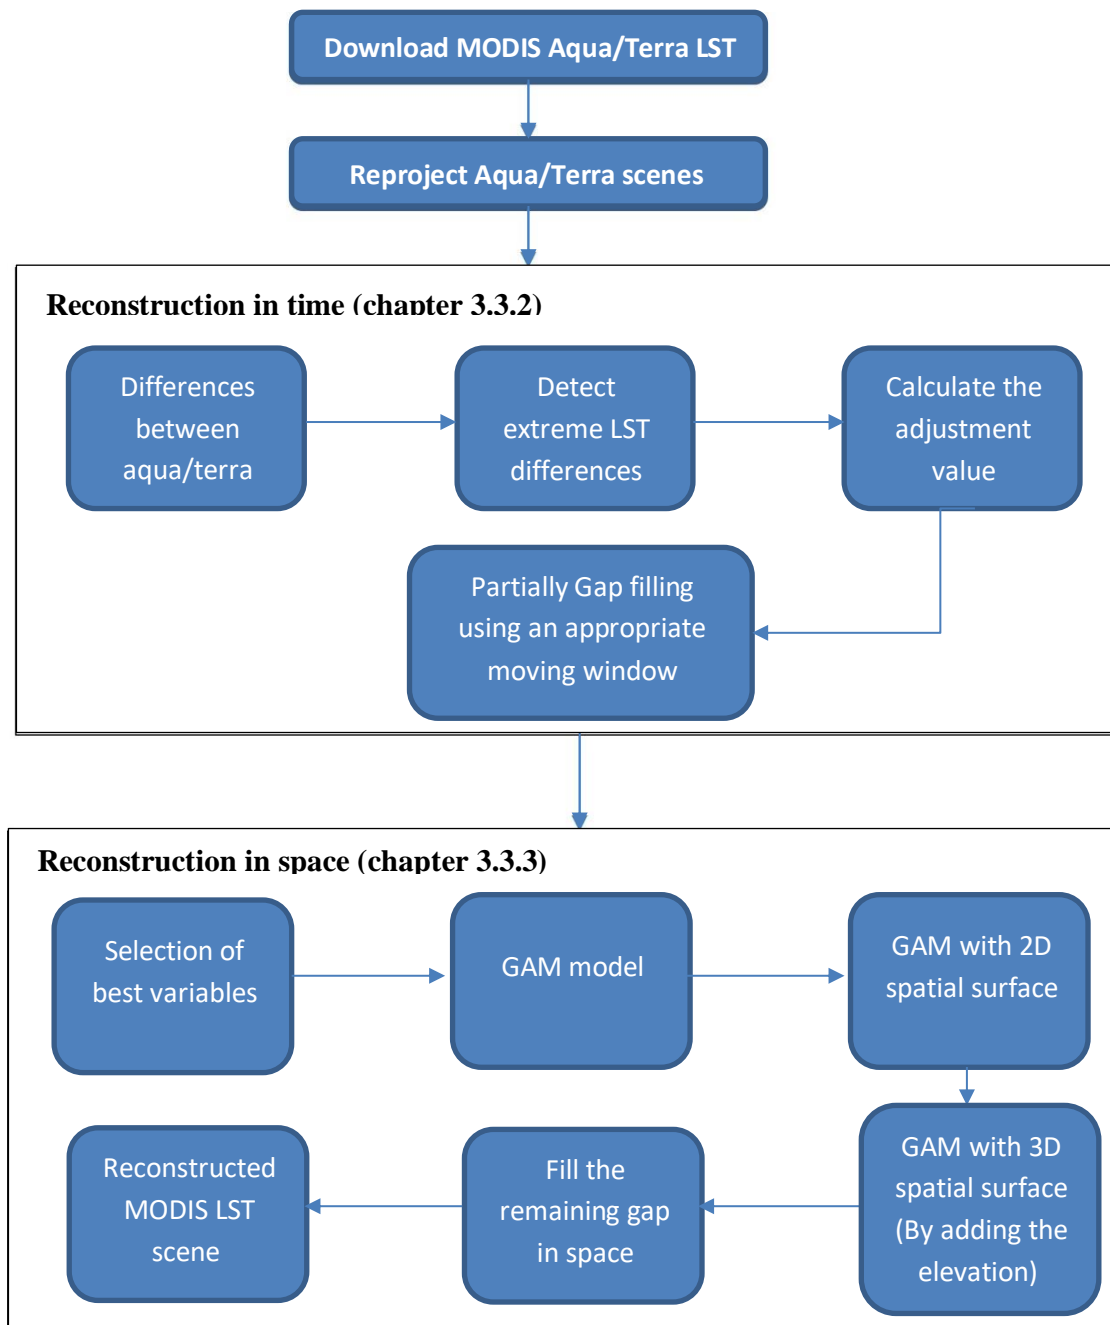 Download MODIS Aqua/Terra LST
Reproject Aqua/Terra scenes
Reconstruction in time (chapter 3.3.2)
Differences
between
aqua/terra
Detect
extreme LST
differences
Calculate the
adjustment
value
Partially Gap filling
using an appropriate
moving window
Reconstruction in space (chapter 3.3.3)
Selection of
best variables
GAM model
GAM with 2D
spatial surface
GAM with 3D
spatial surface
(By adding the
elevation)
Fill the
remaining gap
in space
Reconstructed
MODIS LST
scene